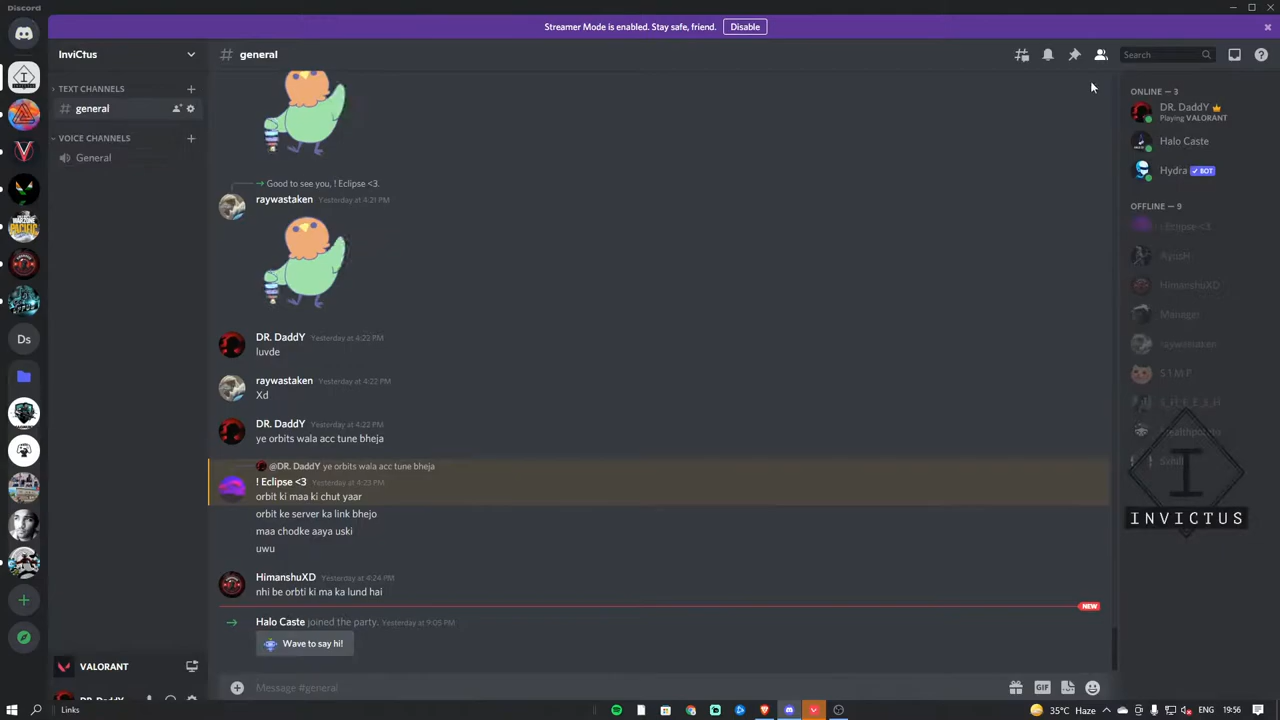 Discord
Streamer Mode is enabled. Stay safe, friend. Disable
InviCtus
general
Search
TEXT CHANNELS
general
VOICE CHANNELS
General
Good to see you, ! Eclipse <3.
raywastaken Yesterday at 4:21 PM
DR. DaddY Yesterday at 4:22 PM
luvde
raywastaken Yesterday at 4:22 PM
Xd
DR. DaddY Yesterday at 4:22 PM
ye orbits wala acc tune bheja
@DR. DaddY ye orbits wala acc tune bheja
! Eclipse <3 Yesterday at 4:23 PM
orbit ki maa ki chut yaar
orbit ke server ka link bhejo
maa chodke aaya uski
uwu
HimanshuXD Yesterday at 4:24 PM
nhi be orbti ki ma ka lund hai
NEW
Halo Caste joined the party. Yesterday at 9:05 PM
Wave to say hi!
Message #general
GIF
ONLINE — 3
DR. DaddY
Playing VALORANT
Halo Caste
Hydra ✓ BOT
OFFLINE — 9
! Eclipse <3
AyusH
HimanshuXD
Manager
raywastaken
S I M P
S_H_E_E_S_H
I
INVICTUS
Ds
VALORANT
DR. DaddY
Links
35°C Haze
ENG
19:56